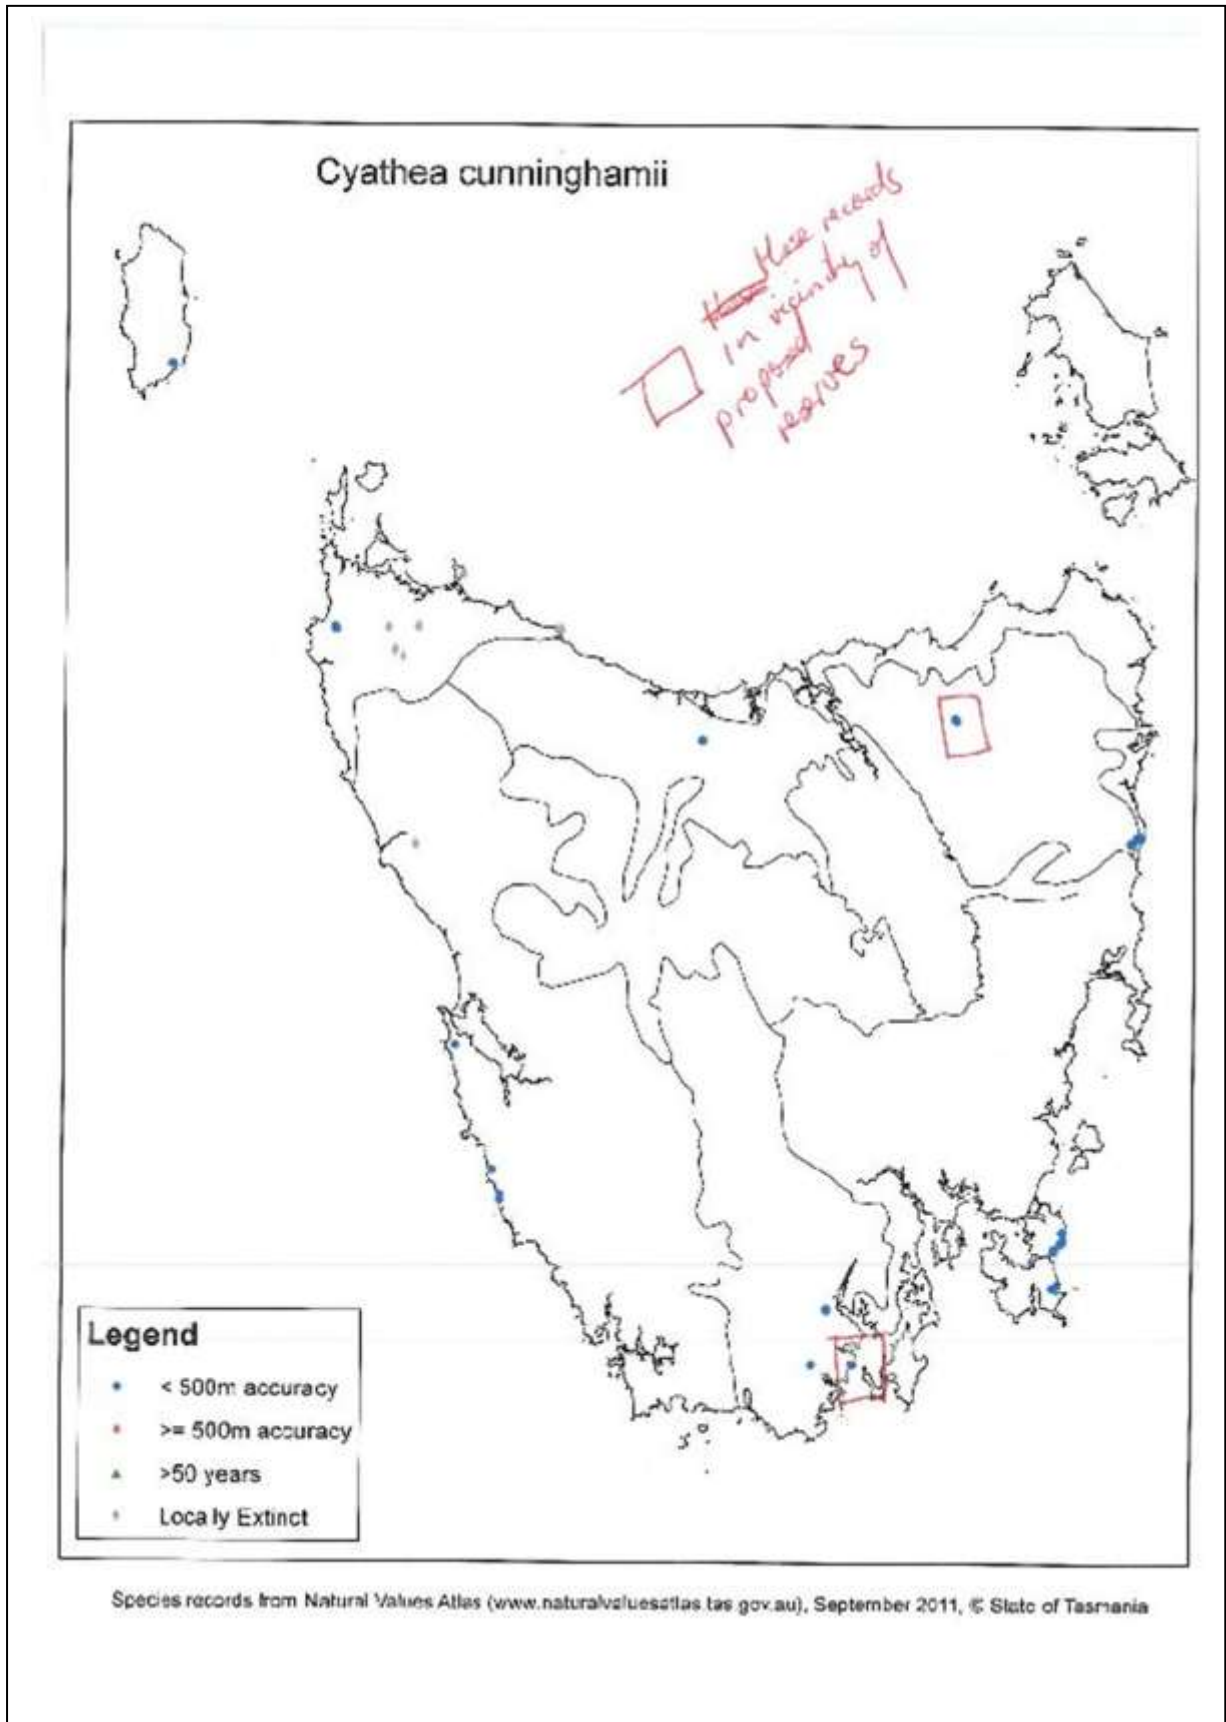 Cyathea cunninghamii
these records
in vicinity of
proposed
reserves
Legend
< 500m accuracy
>= 500m accuracy
>50 years
Locally Extinct
Species records from Natural Values Atlas (www.naturalvaluesatlas.tas.gov.au), September 2011, © State of Tasmania